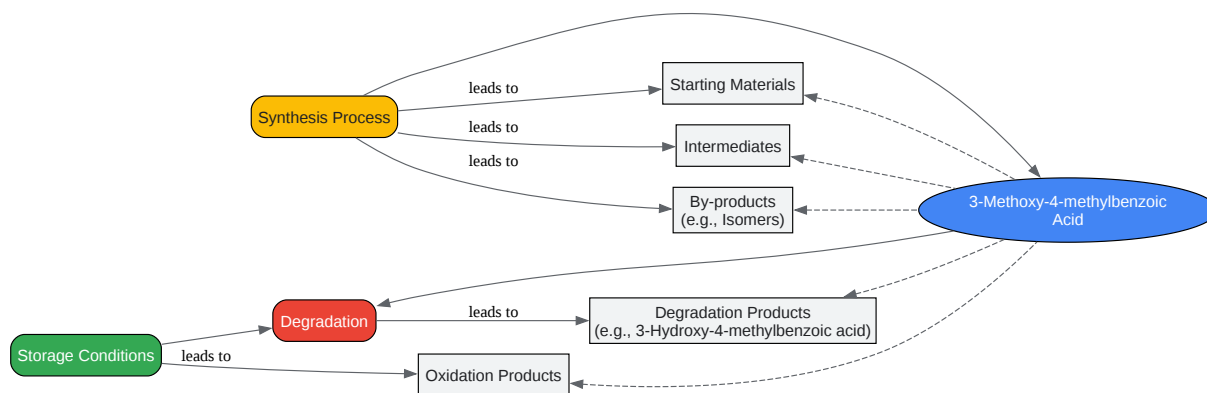 leads to
Starting Materials
Synthesis Process
leads to
Intermediates
leads to
By-products
(e.g., Isomers)
3-Methoxy-4-methylbenzoic
Acid
Degradation
leads to
Degradation Products
(e.g., 3-Hydroxy-4-methylbenzoic acid)
Storage Conditions
leads to
Oxidation Products